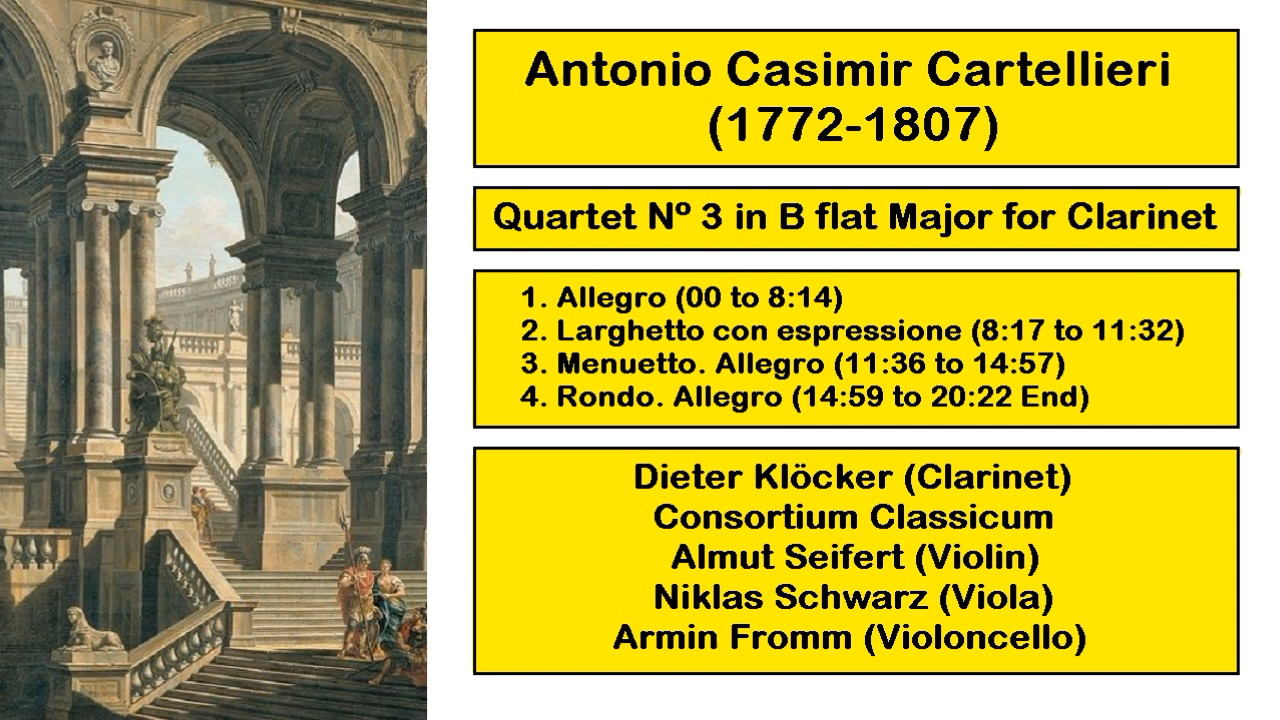 Antonio Casimir Cartellieri
(1772-1807)
Quartet Nº 3 in B flat Major for Clarinet
1. Allegro (00 to 8:14)
2. Larghetto con espressione (8:17 to 11:32)
3. Menuetto. Allegro (11:36 to 14:57)
4. Rondo. Allegro (14:59 to 20:22 End)
Dieter Klöcker (Clarinet)
Consortium Classicum
Almut Seifert (Violin)
Niklas Schwarz (Viola)
Armin Fromm (Violoncello)